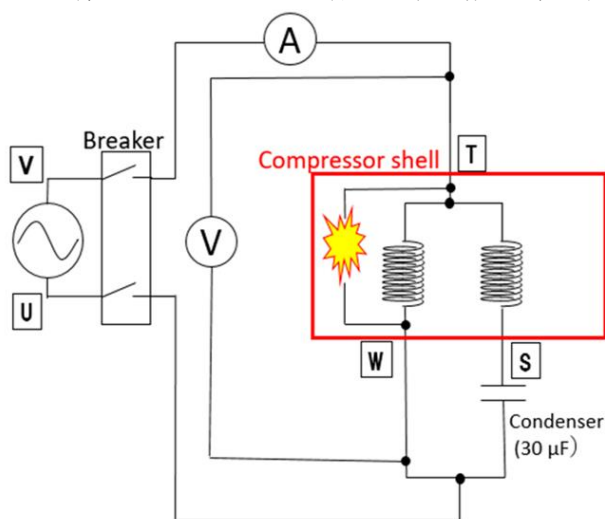 A
Breaker
V
Compressor shell
T
V
U
W
S
Condenser
(30 μF)